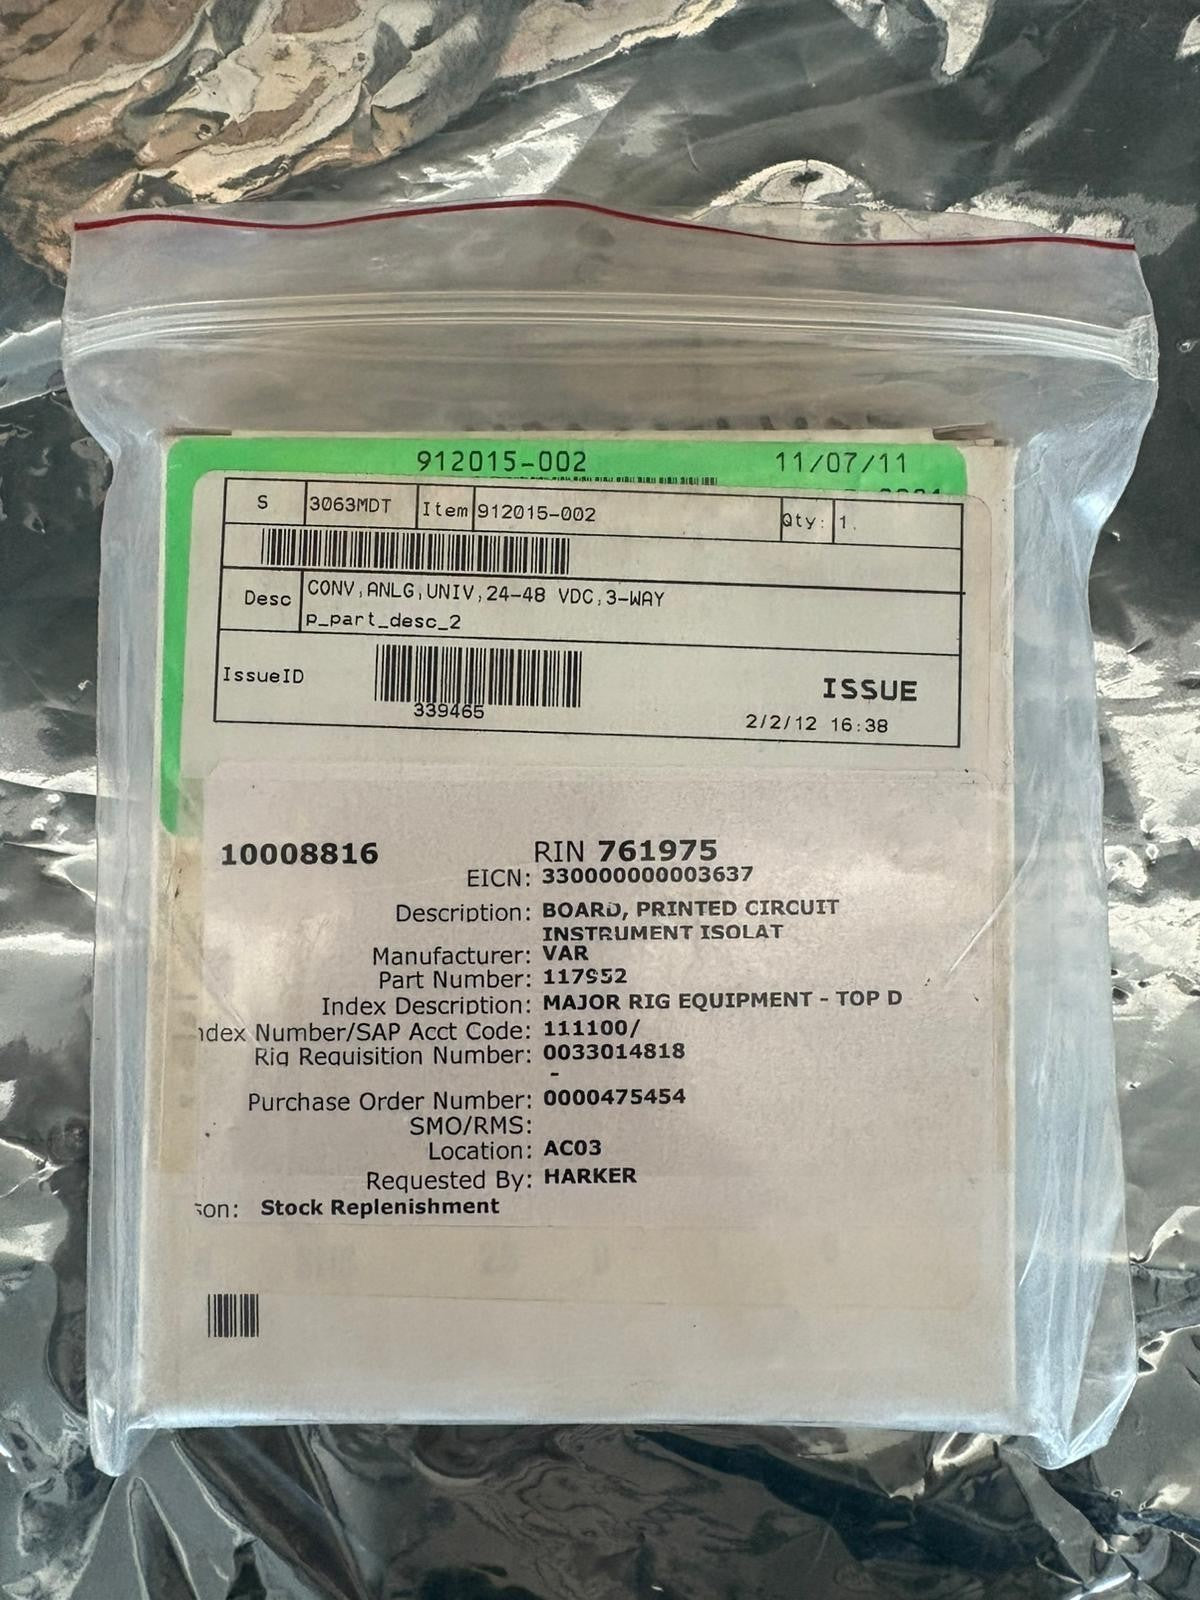 912015-002 11/07/11
S 3063MDT Item 912015-002 Qty: 1.
Desc CONV,ANLG,UNIV,24-48 VDC,3-WAY
p_part_desc_2
IssueID
339465
ISSUE
2/2/12 16:38
10008816 RIN 761975
EICN: 330000000003637
Description: BOARD, PRINTED CIRCUIT
INSTRUMENT ISOLAT
Manufacturer: VAR
Part Number: 117952
Index Description: MAJOR RIG EQUIPMENT - TOP D
ndex Number/SAP Acct Code: 111100/
Rig Requisition Number: 0033014818
-
Purchase Order Number: 0000475454
SMO/RMS:
Location: AC03
Requested By: HARKER
son: Stock Replenishment